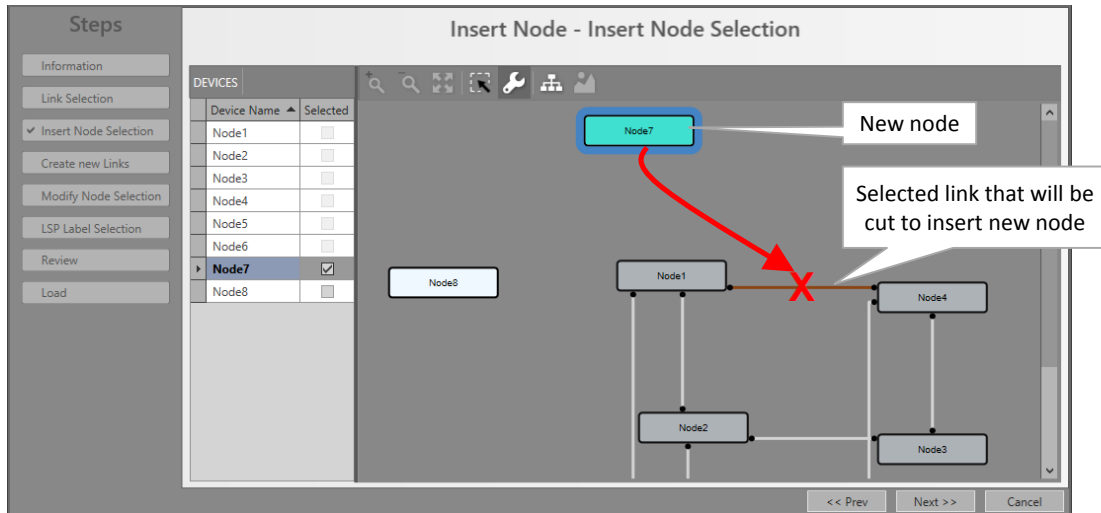 Steps
Information
Link Selection
Insert Node Selection
Create new Links
Modify Node Selection
LSP Label Selection
Review
Load
Insert Node - Insert Node Selection
DEVICES
Device Name Selected
Node1
Node2
Node3
Node4
Node5
Node6
Node7
Node8
Node7
New node
Selected link that will be
cut to insert new node
Node8
Node1
X
Node4
Node2
Node3
<< Prev
Next >>
Cancel